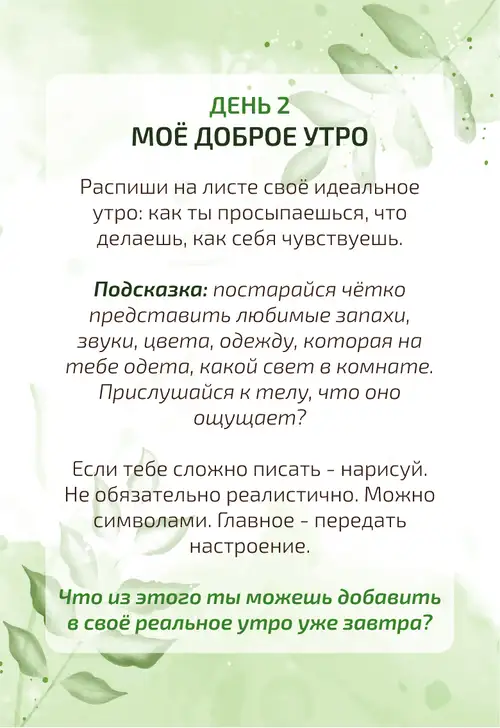 ДЕНЬ 2
МОЁ ДОБРОЕ УТРО
Распиши на листе своё идеальное
утро: как ты просыпаешься, что
делаешь, как себя чувствуешь.
Подсказка: постарайся чётко
представить любимые запахи,
звуки, цвета, одежду, которая на
тебе одета, какой свет в комнате.
Прислушайся к телу, что оно
ощущает?
Если тебе сложно писать - нарисуй.
Не обязательно реалистично. Можно
символами. Главное - передать
настроение.
Что из этого ты можешь добавить
в своё реальное утро уже завтра?